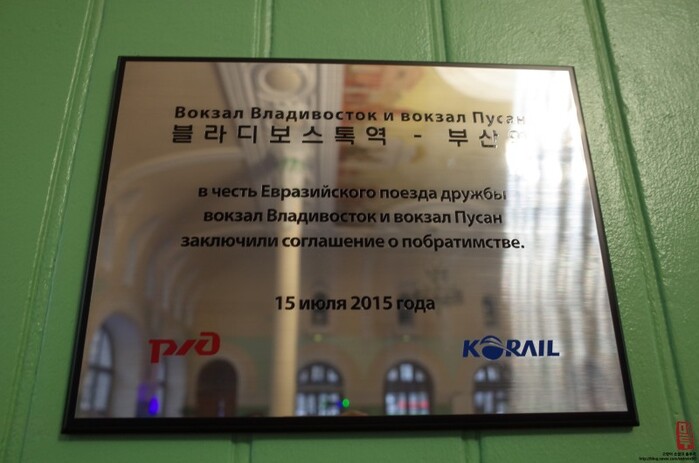 Вокзал Владивосток и вокзал Пусан
블라디보스톡역 - 부산역
в честь Евразийского поезда дружбы
вокзал Владивосток и вокзал Пусан
заключили соглашение о побратимстве.
15 июля 2015 года
РЖД KORAIL